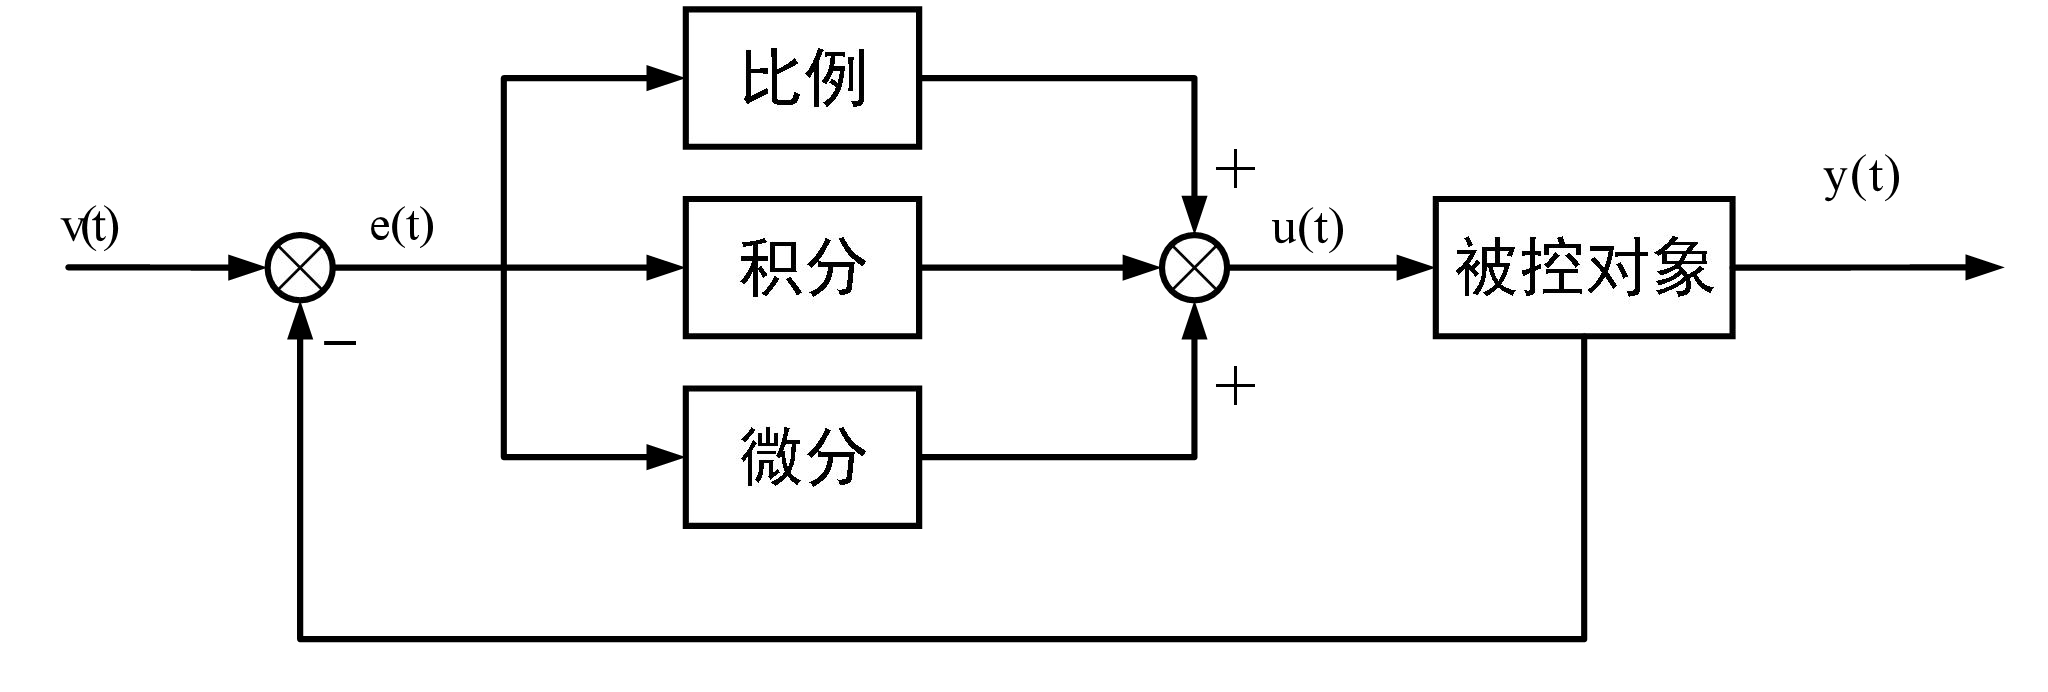 比例
+
v(t)
e(t)
积分
u(t)
被控对象
y(t)
−
+
微分